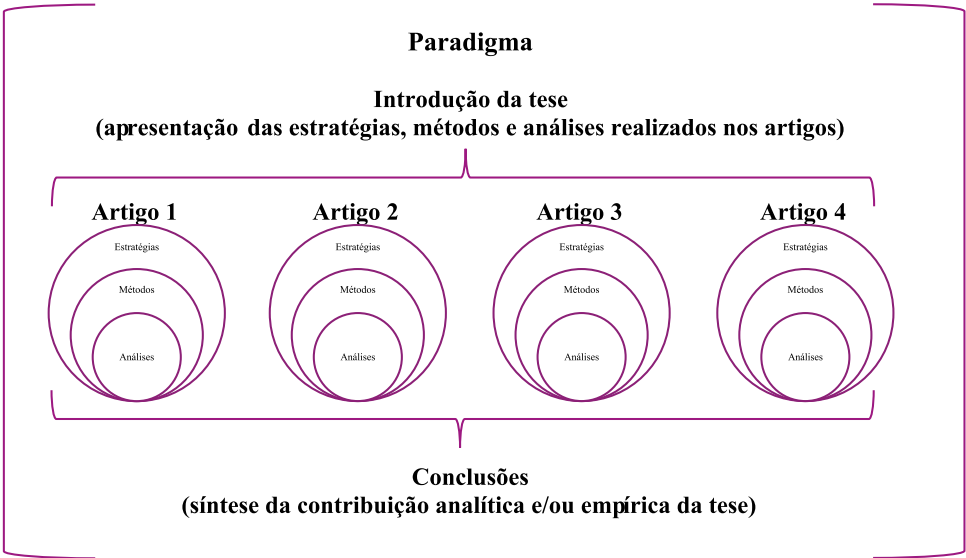 Paradigma
Introdução da tese
(apresentação das estratégias, métodos e análises realizados nos artigos)
Artigo 1
Artigo 2
Artigo 3
Artigo 4
Estratégias
Estratégias
Estratégias
Estratégias
Métodos
Métodos
Métodos
Métodos
Análises
Análises
Análises
Análises
Conclusões
(síntese da contribuição analítica e/ou empírica da tese)